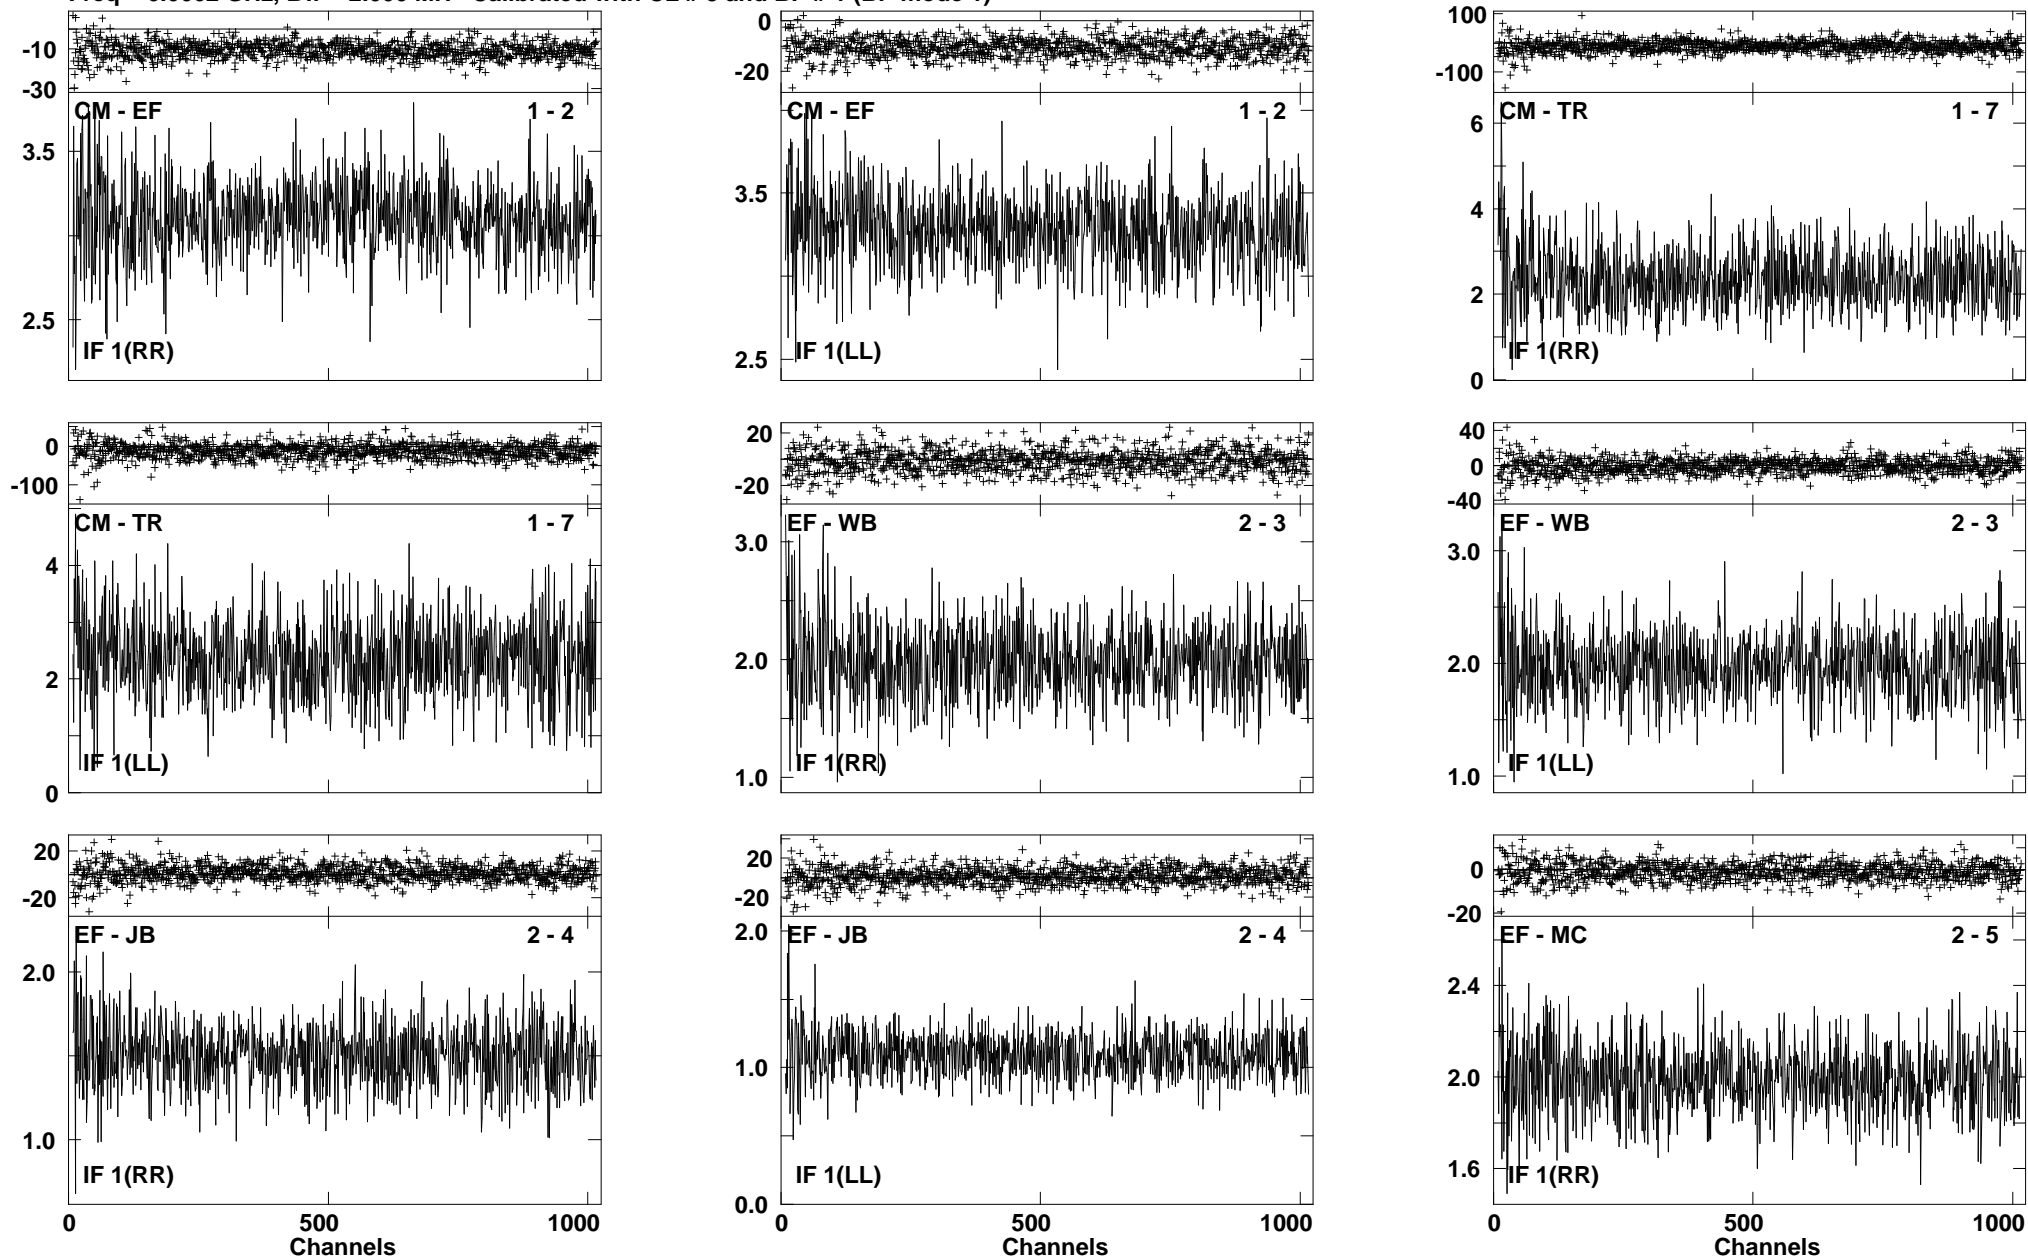 -10
-30
CM - EF 1 - 2
3.5
2.5
IF 1(RR)
0
-20
CM - EF 1 - 2
3.5
2.5
IF 1(LL)
100
-100
CM - TR 1 - 7
6
4
2
0
IF 1(RR)
0
-100
CM - TR 1 - 7
4
2
0
IF 1(LL)
20
-20
EF - WB 2 - 3
3.0
2.0
1.0
IF 1(RR)
40
0
-40
EF - WB 2 - 3
3.0
2.0
1.0
IF 1(LL)
20
-20
EF - JB 2 - 4
2.0
1.0
IF 1(RR)
0 500 1000
Channels
20
-20
EF - JB 2 - 4
2.0
1.0
0.0
IF 1(LL)
0 500 1000
Channels
0
-20
EF - MC 2 - 5
2.4
2.0
1.6
IF 1(RR)
0 500 1000
Channels